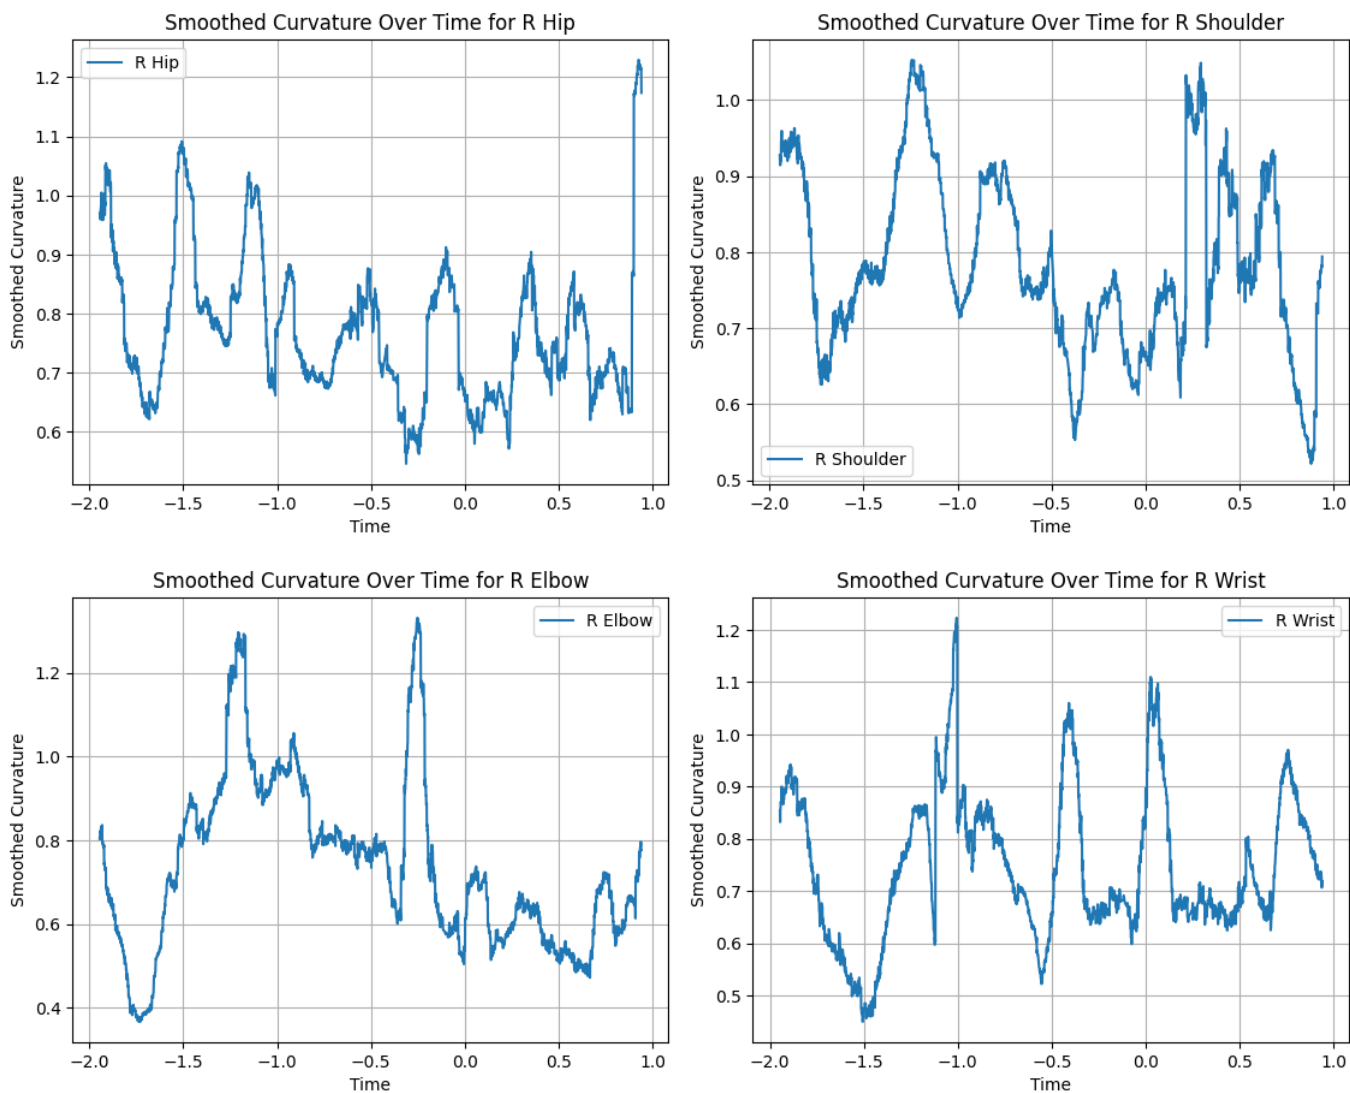 Smoothed Curvature Over Time for R Hip
R Hip
Smoothed Curvature
1.2
1.1
1.0
0.9
0.8
0.7
0.6
−2.0 −1.5 −1.0 −0.5 0.0 0.5 1.0
Time
Smoothed Curvature Over Time for R Shoulder
R Shoulder
Smoothed Curvature
1.0
0.9
0.8
0.7
0.6
0.5
−2.0 −1.5 −1.0 −0.5 0.0 0.5 1.0
Time
Smoothed Curvature Over Time for R Elbow
R Elbow
Smoothed Curvature
1.2
1.0
0.8
0.6
0.4
−2.0 −1.5 −1.0 −0.5 0.0 0.5 1.0
Time
Smoothed Curvature Over Time for R Wrist
R Wrist
Smoothed Curvature
1.2
1.1
1.0
0.9
0.8
0.7
0.6
0.5
−2.0 −1.5 −1.0 −0.5 0.0 0.5 1.0
Time